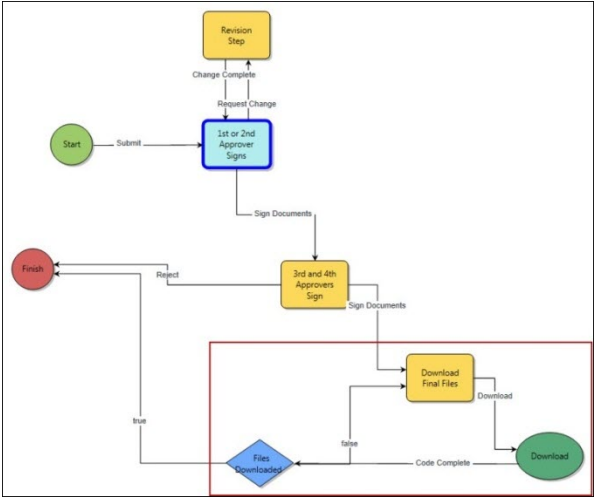 Revision
Step
Change Complete
Request Change
1st or 2nd
Approver
Signs
Start
Submit
Sign Documents
Finish
Reject
3rd and 4th
Approvers
Sign
Sign Documents
Download
Final Files
Download
true
false
Files
Downloaded
Code Complete
Download